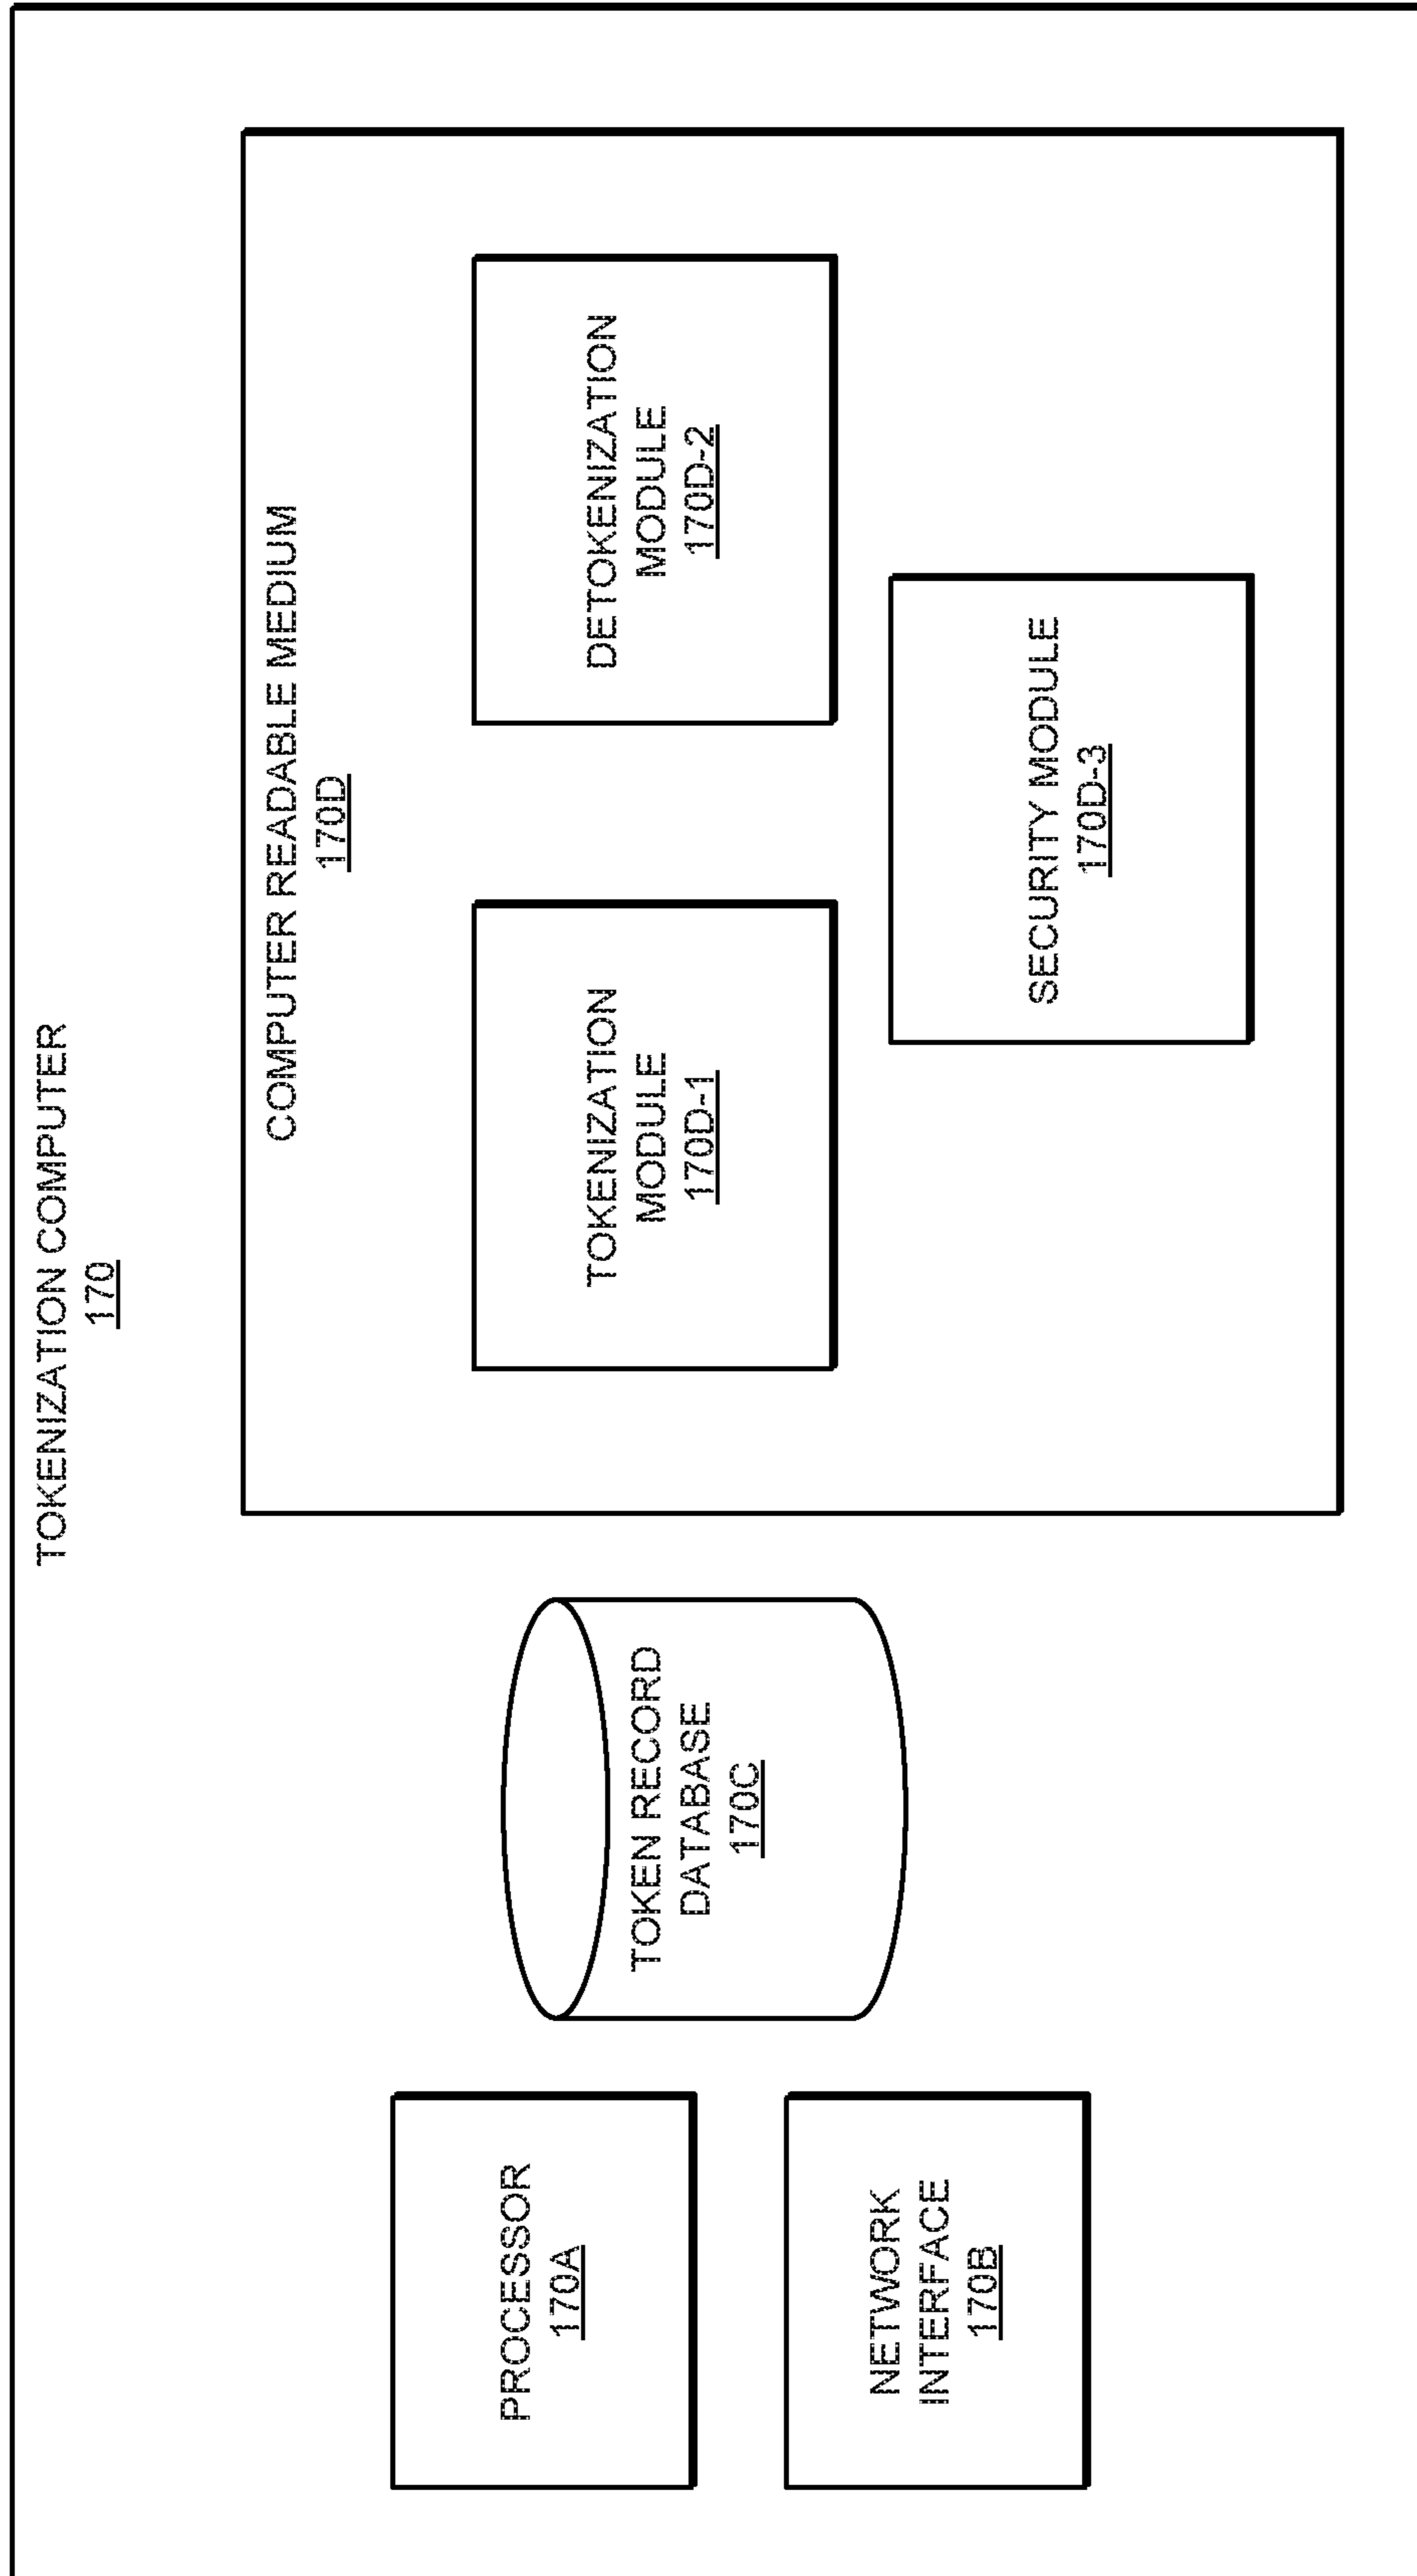 TOKENIZATION COMPUTER
170
PROCESSOR
170A
NETWORK
INTERFACE
170B
TOKEN RECORD
DATABASE
170C
COMPUTER READABLE MEDIUM
170D
TOKENIZATION
MODULE
170D-1
DETOKENIZATION
MODULE
170D-2
SECURITY MODULE
170D-3